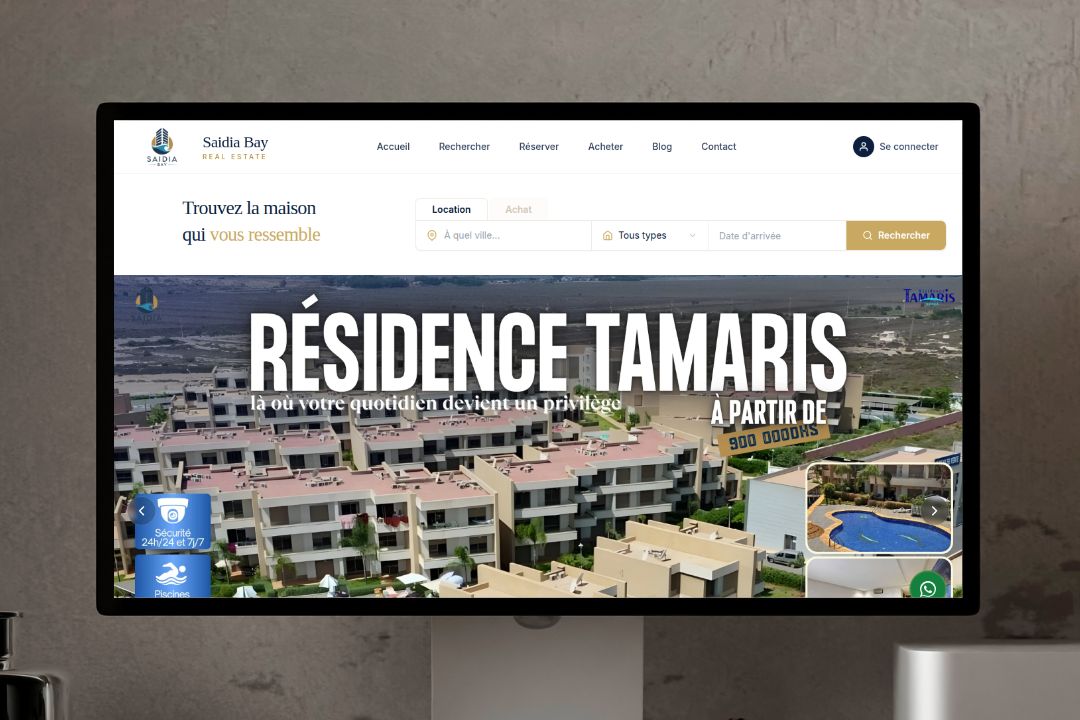 SAIDIA
BAY
Saidia Bay
REAL ESTATE
Accueil
Rechercher
Réserver
Acheter
Blog
Contact
Se connecter
Trouvez la maison
qui vous ressemble
Location
Achat
À quel ville...
Tous types
Date d'arrivée
Rechercher
SAIDIA
TAMARIS
RÉSIDENCE TAMARIS
là où votre quotidien devient un privilège
À PARTIR DE
900 000DHS
Sécurité
24h/24 et 7j/7
Piscines